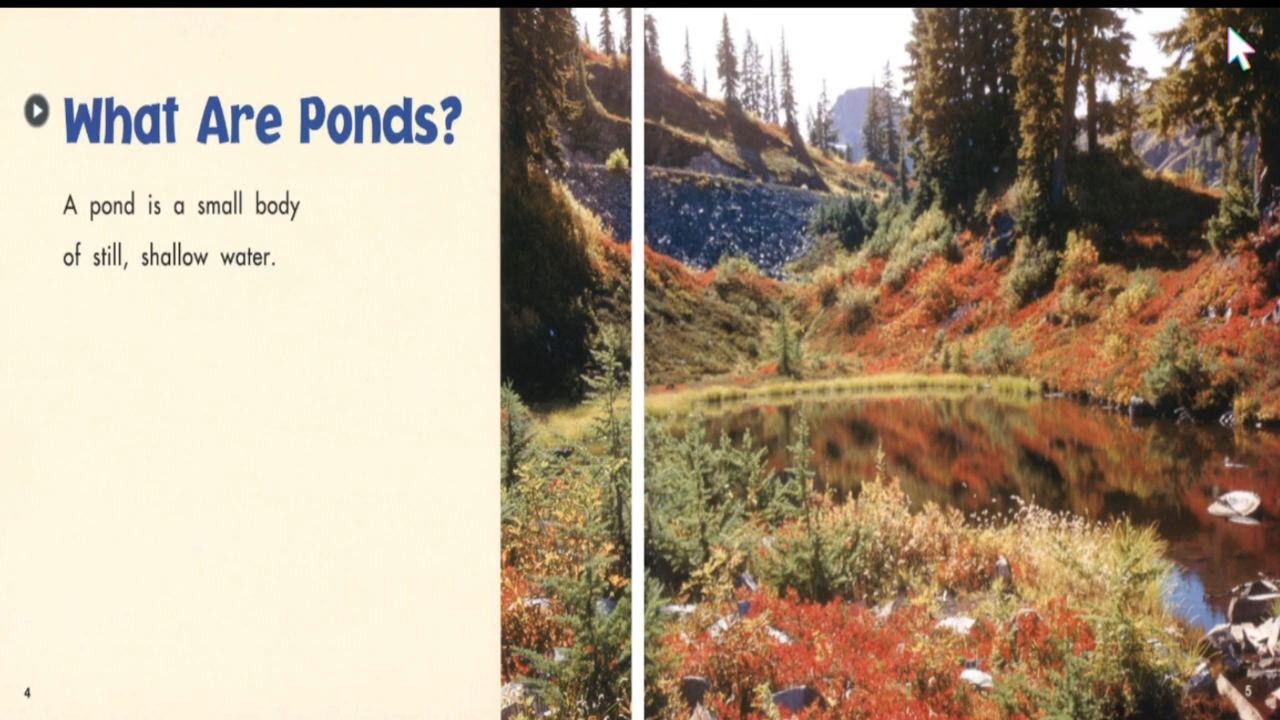 What Are Ponds?
A pond is a small body
of still, shallow water.
4
5